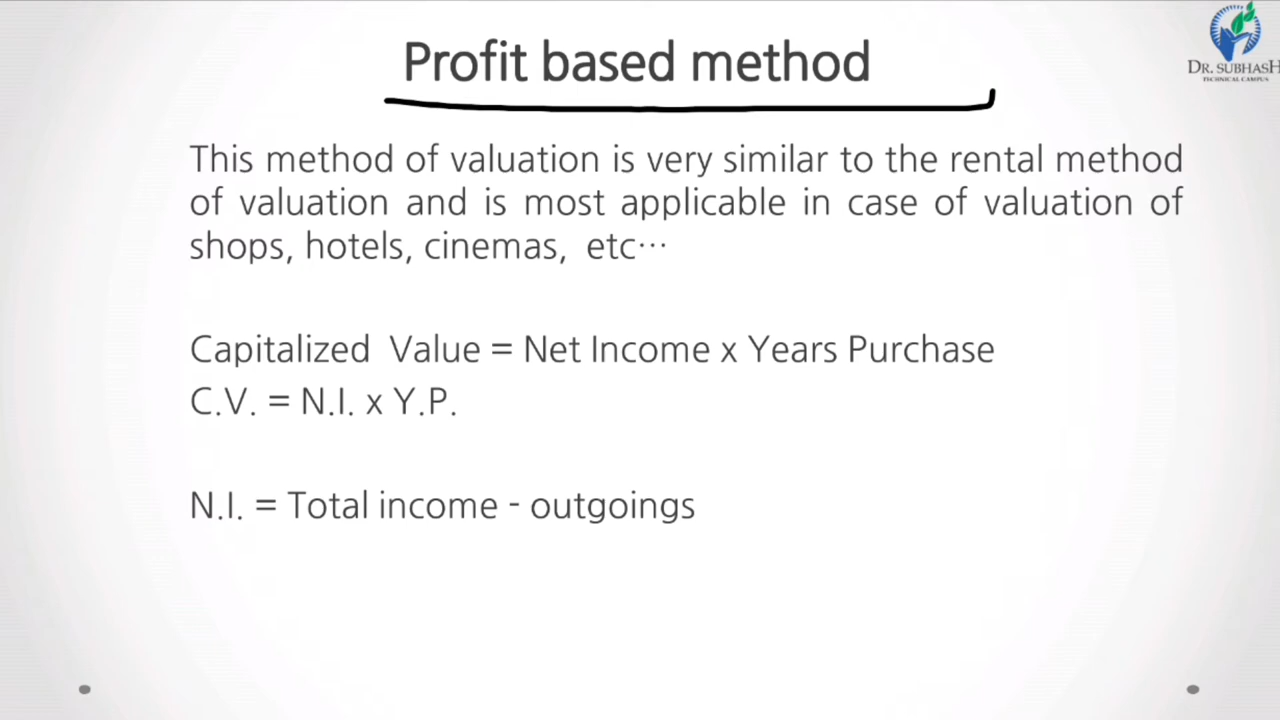 Profit based method
DR. SUBHASH
TECHNICAL CAMPUS
This method of valuation is very similar to the rental method
of valuation and is most applicable in case of valuation of
shops, hotels, cinemas, etc⋯
Capitalized Value = Net Income x Years Purchase
C.V. = N.I. x Y.P.
N.I. = Total income - outgoings